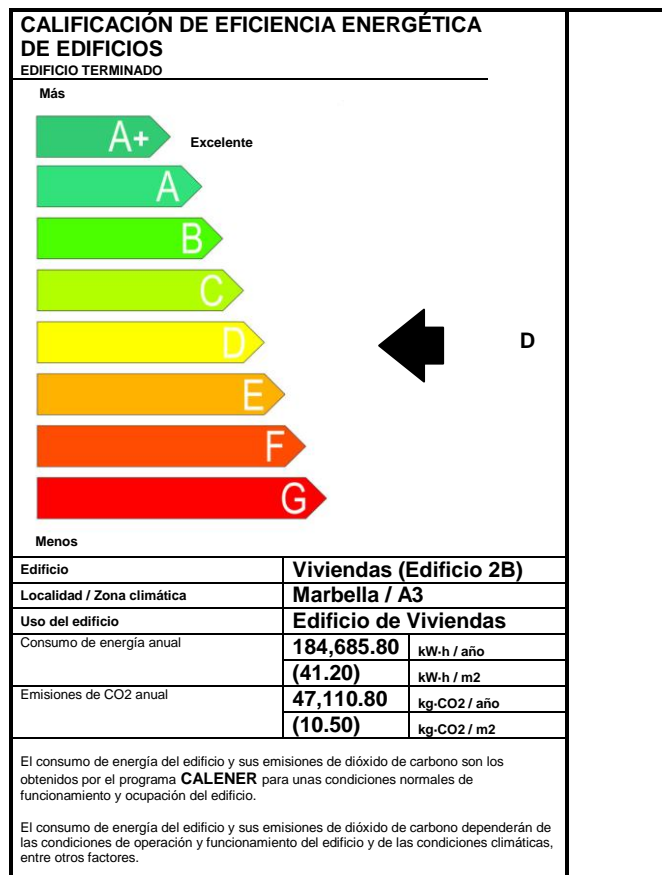 CALIFICACIÓN DE EFICIENCIA ENERGÉTICA
DE EDIFICIOS
EDIFICIO TERMINADO
Más
A+
Excelente
A
B
C
D
D
E
F
G
Menos
Edificio Viviendas (Edificio 2B)
Localidad / Zona climática Marbella / A3
Uso del edificio Edificio de Viviendas
Consumo de energía anual 184,685.80 kW·h / año
(41.20) kW·h / m2
Emisiones de CO2 anual 47,110.80 kg·CO2 / año
(10.50) kg·CO2 / m2
El consumo de energía del edificio y sus emisiones de dióxido de carbono son los
obtenidos por el programa CALENER para unas condiciones normales de
funcionamiento y ocupación del edificio.
El consumo de energía del edificio y sus emisiones de dióxido de carbono dependerán de
las condiciones de operación y funcionamiento del edificio y de las condiciones climáticas,
entre otros factores.